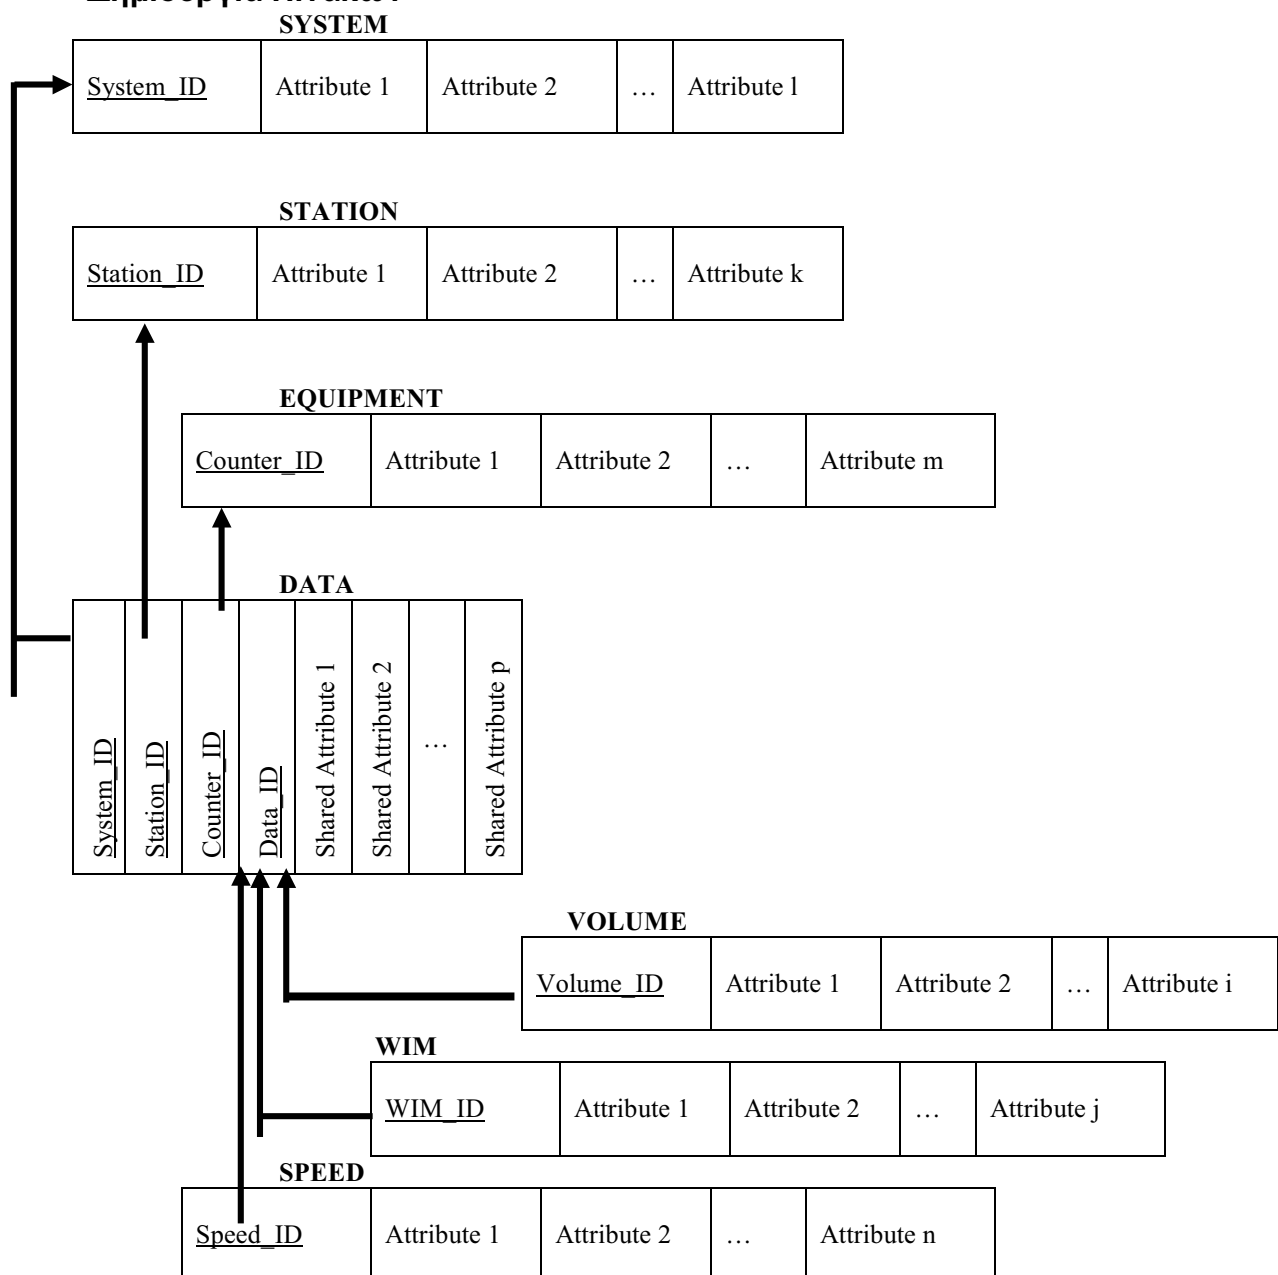 SYSTEM
System_ID Attribute 1 Attribute 2 … Attribute l
STATION
Station_ID Attribute 1 Attribute 2 … Attribute k
EQUIPMENT
Counter_ID Attribute 1 Attribute 2 … Attribute m
DATA
System_ID
Station_ID
Counter_ID
Data_ID
Shared Attribute 1
Shared Attribute 2
…
Shared Attribute p
VOLUME
Volume_ID Attribute 1 Attribute 2 … Attribute i
WIM
WIM_ID Attribute 1 Attribute 2 … Attribute j
SPEED
Speed_ID Attribute 1 Attribute 2 … Attribute n